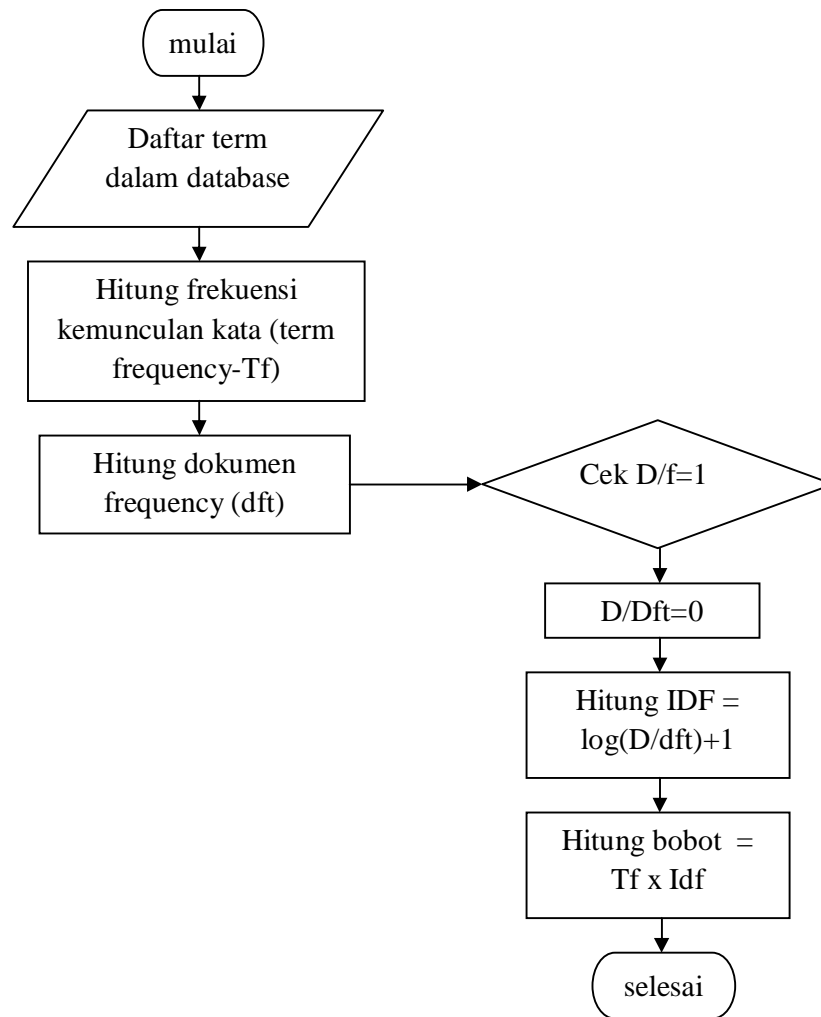 mulai
Daftar term
dalam database
Hitung frekuensi
kemunculan kata (term
frequency-Tf)
Hitung dokumen
frequency (dft)
Cek D/f=1
D/Dft=0
Hitung IDF =
log(D/dft)+1
Hitung bobot =
Tf x Idf
selesai